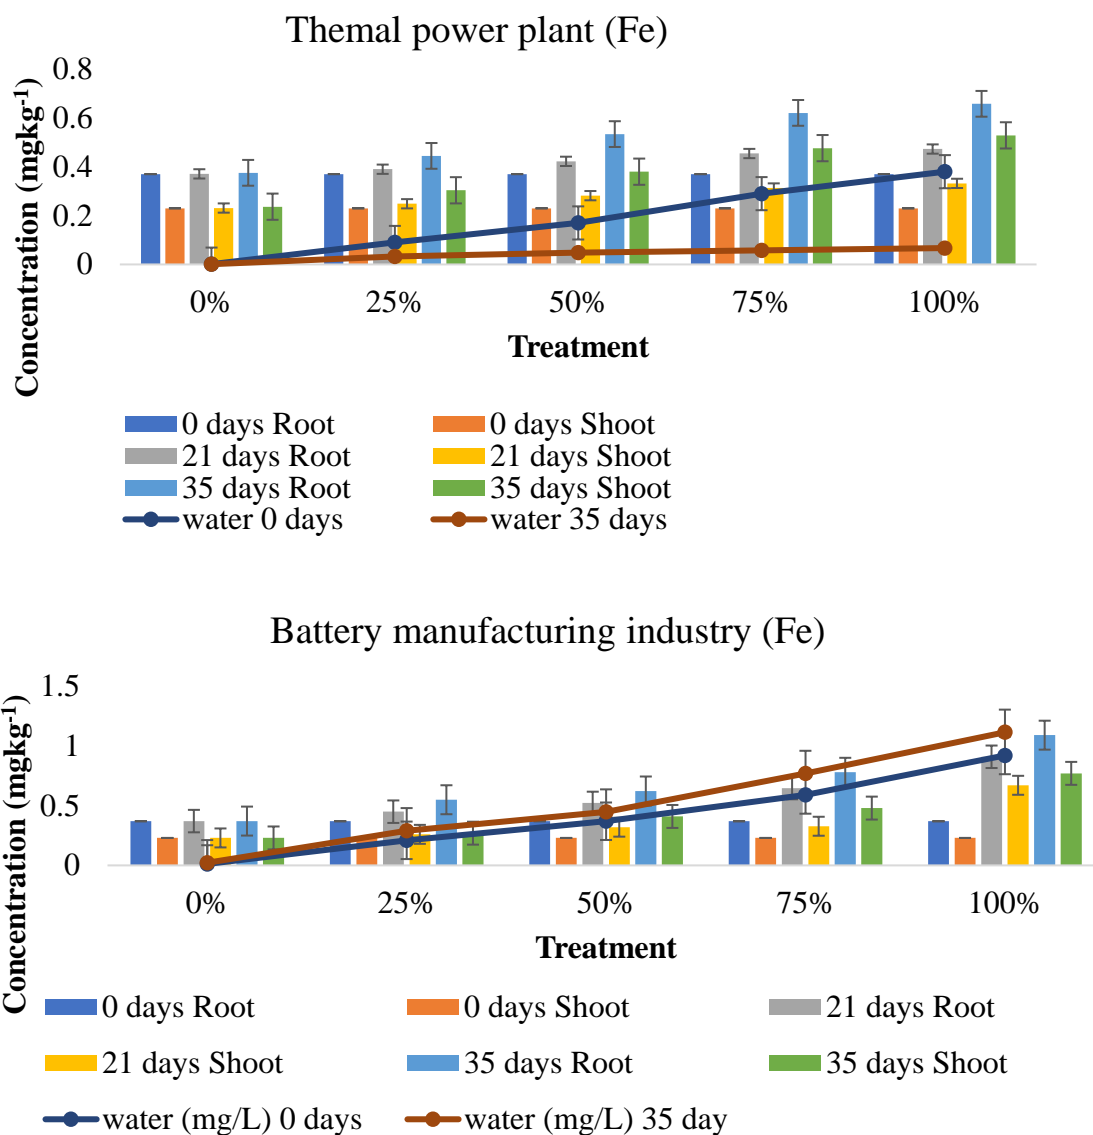 Themal power plant (Fe)
Concentration (mgkg-1)
0.8
0.6
0.4
0.2
0
0% 25% 50% 75% 100%
Treatment
0 days Root 0 days Shoot
21 days Root 21 days Shoot
35 days Root 35 days Shoot
water 0 days water 35 days
Battery manufacturing industry (Fe)
Concentration (mgkg-1)
1.5
1
0.5
0
0% 25% 50% 75% 100%
Treatment
0 days Root 0 days Shoot 21 days Root
21 days Shoot 35 days Root 35 days Shoot
water (mg/L) 0 days water (mg/L) 35 day